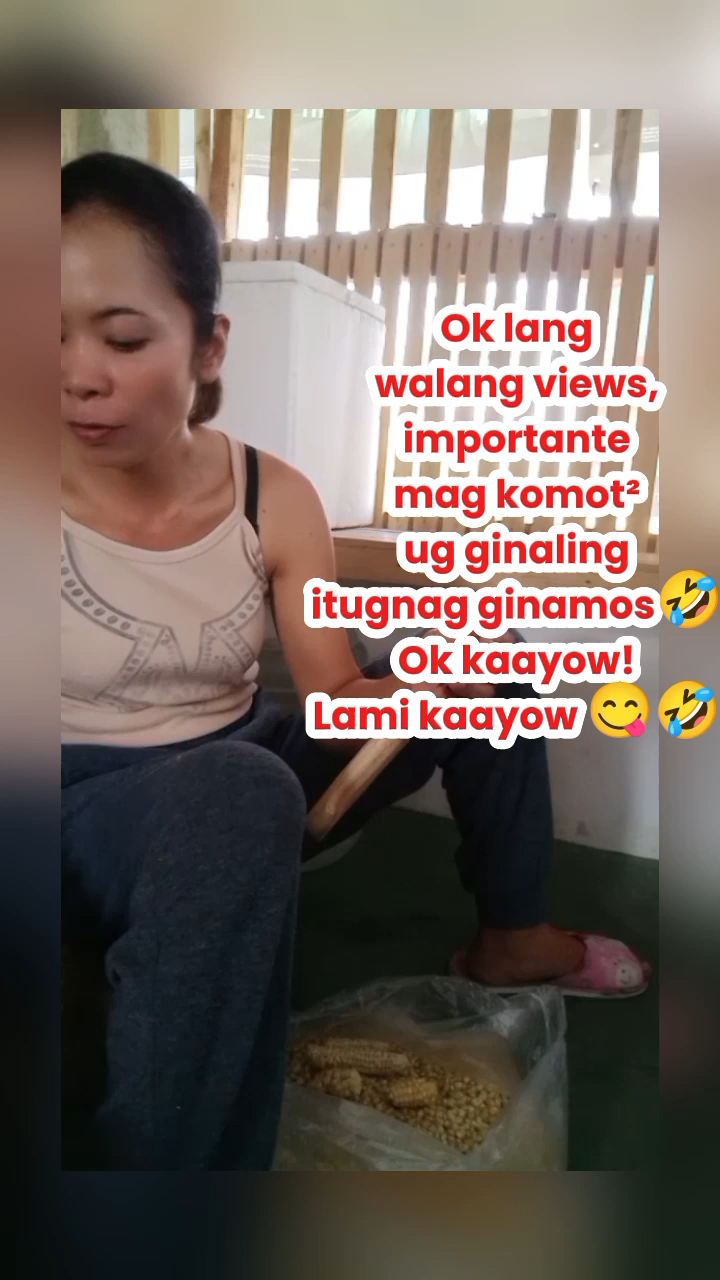 Ok lang
walang views,
importante
mag komot²
ug ginaling
itugnag ginamos🤣
Ok kaayow!
Lami kaayow 😋🤣